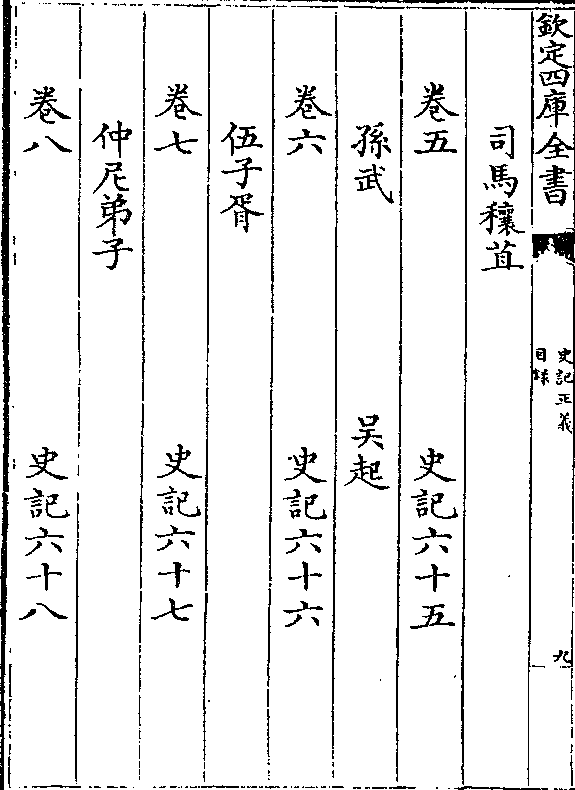 欽定四庫全書
史記正義
目録
九
司馬穰苴
卷五 史記六十五
孫武 吴起
卷六 史記六十六
伍子胥
卷七 史記六十七
仲尼弟子
卷八 史記六十八